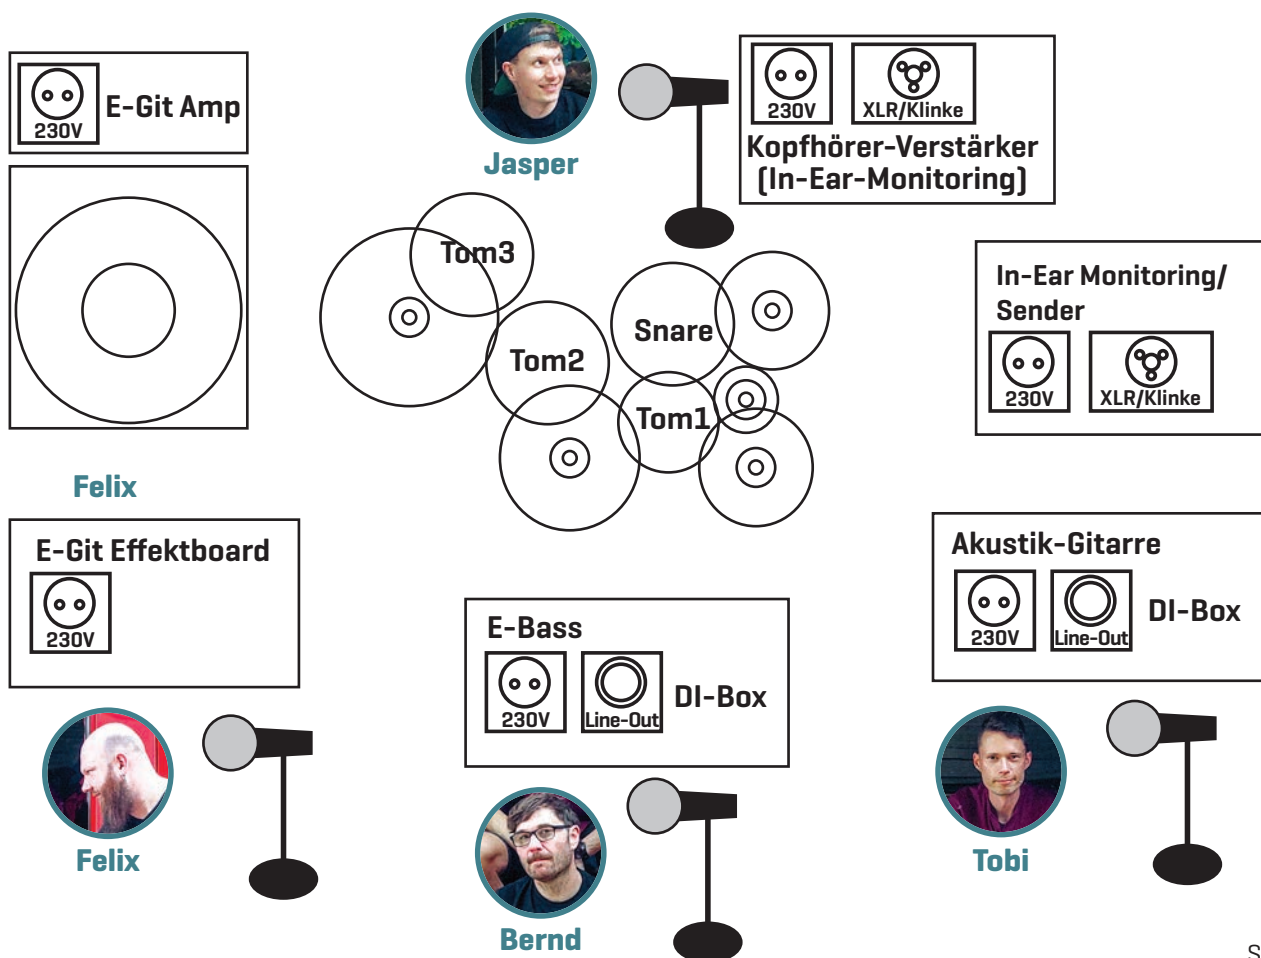 E-Git Amp
230V
Jasper
230V
XLR/Klinke
Kopfhörer-Verstärker
(In-Ear-Monitoring)
Tom3
Tom2
Snare
Tom1
In-Ear Monitoring/
Sender
230V
XLR/Klinke
Felix
E-Git Effektboard
230V
E-Bass
230V
Line-Out
DI-Box
Akustik-Gitarre
230V
Line-Out
DI-Box
Felix
Bernd
Tobi
S